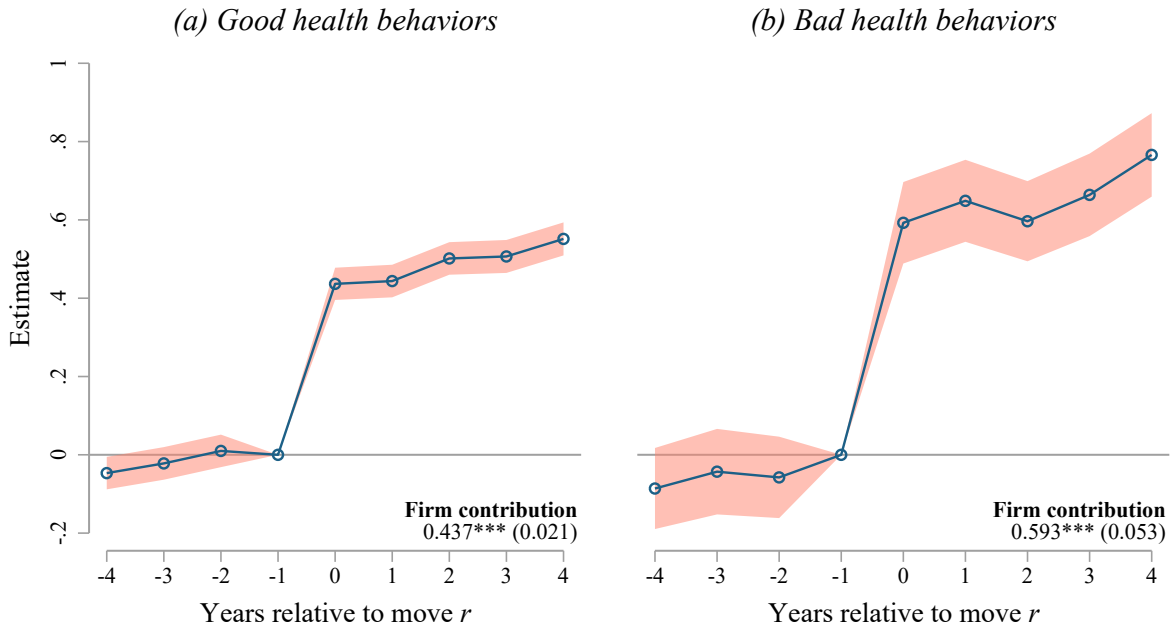 (a) Good health behaviors
(b) Bad health behaviors
Estimate
1
.8
.6
.4
.2
0
-.2
Firm contribution
0.437*** (0.021)
-4 -3 -2 -1 0 1 2 3 4
Years relative to move r
Firm contribution
0.593*** (0.053)
-4 -3 -2 -1 0 1 2 3 4
Years relative to move r